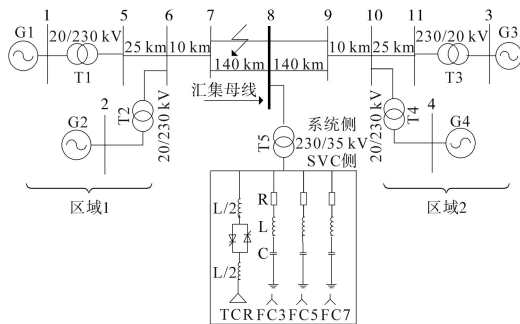 1 5 6 7 8 9 10 11 3
G1 20/230 kV 230/20 kV G3
25 km 10 km 10 km 25 km
T1 140 km 140 km T3
汇集母线
2 T2 20/230 kV T5 系统侧 20/230 kV T4 4
230/35 kV
SVC侧
G2 G4
区域1 区域2
L/2 R
L
C
L/2
TCR FC3 FC5 FC7